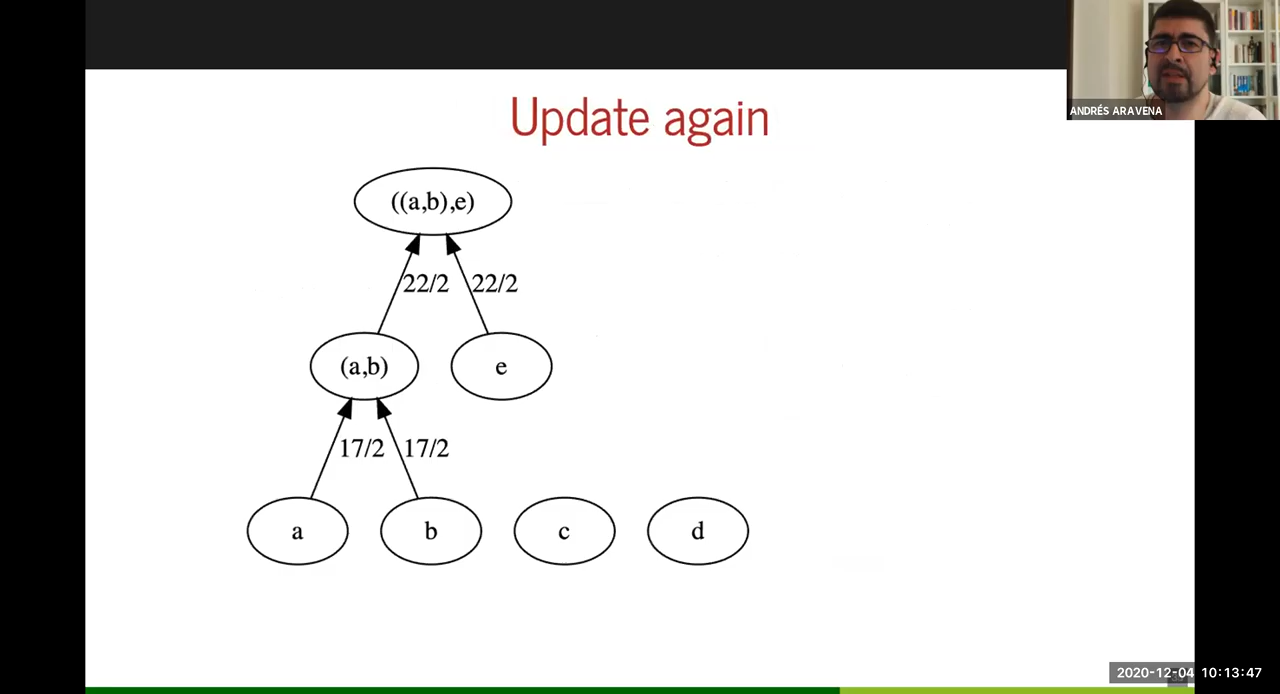 Update again
ANDRÉS ARAVENA
((a,b),e)
22/2 22/2
(a,b) e
17/2 17/2
a b c d
2020-12-04 10:13:47